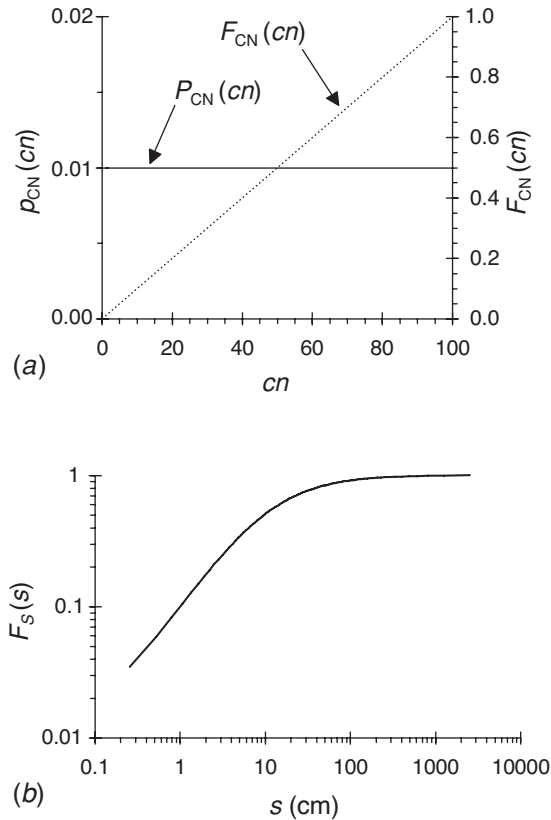 0.02
1.0
F_CN (cn)
P_CN (cn)
0.8
0.6
0.01
0.4
0.2
0.00
0.0
p_CN (cn)
F_CN (cn)
0 20 40 60 80 100
cn
(a)
1
0.1
0.01
F_S (s)
0.1 1 10 100 1000 10000
s (cm)
(b)